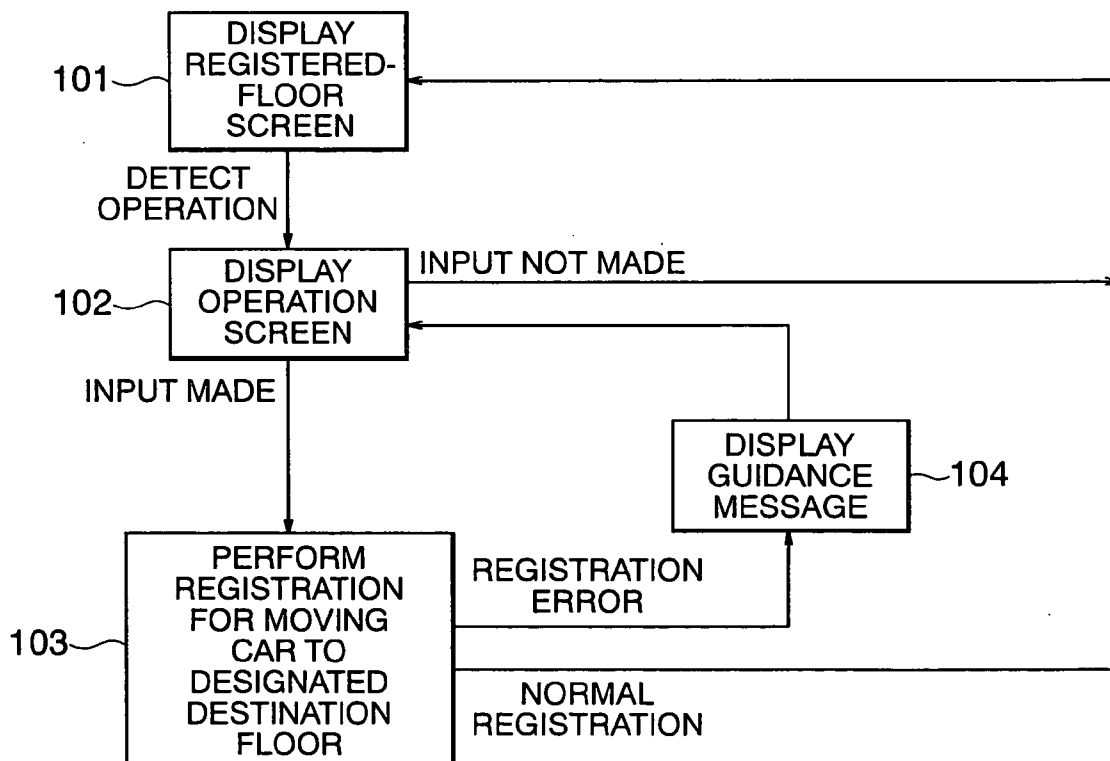 DISPLAY
REGISTERED-
FLOOR
SCREEN
101
DETECT
OPERATION
DISPLAY
OPERATION
SCREEN
102
INPUT NOT MADE
INPUT MADE
DISPLAY
GUIDANCE
MESSAGE
104
PERFORM
REGISTRATION
FOR MOVING
CAR TO
DESIGNATED
DESTINATION
FLOOR
103
REGISTRATION
ERROR
NORMAL
REGISTRATION